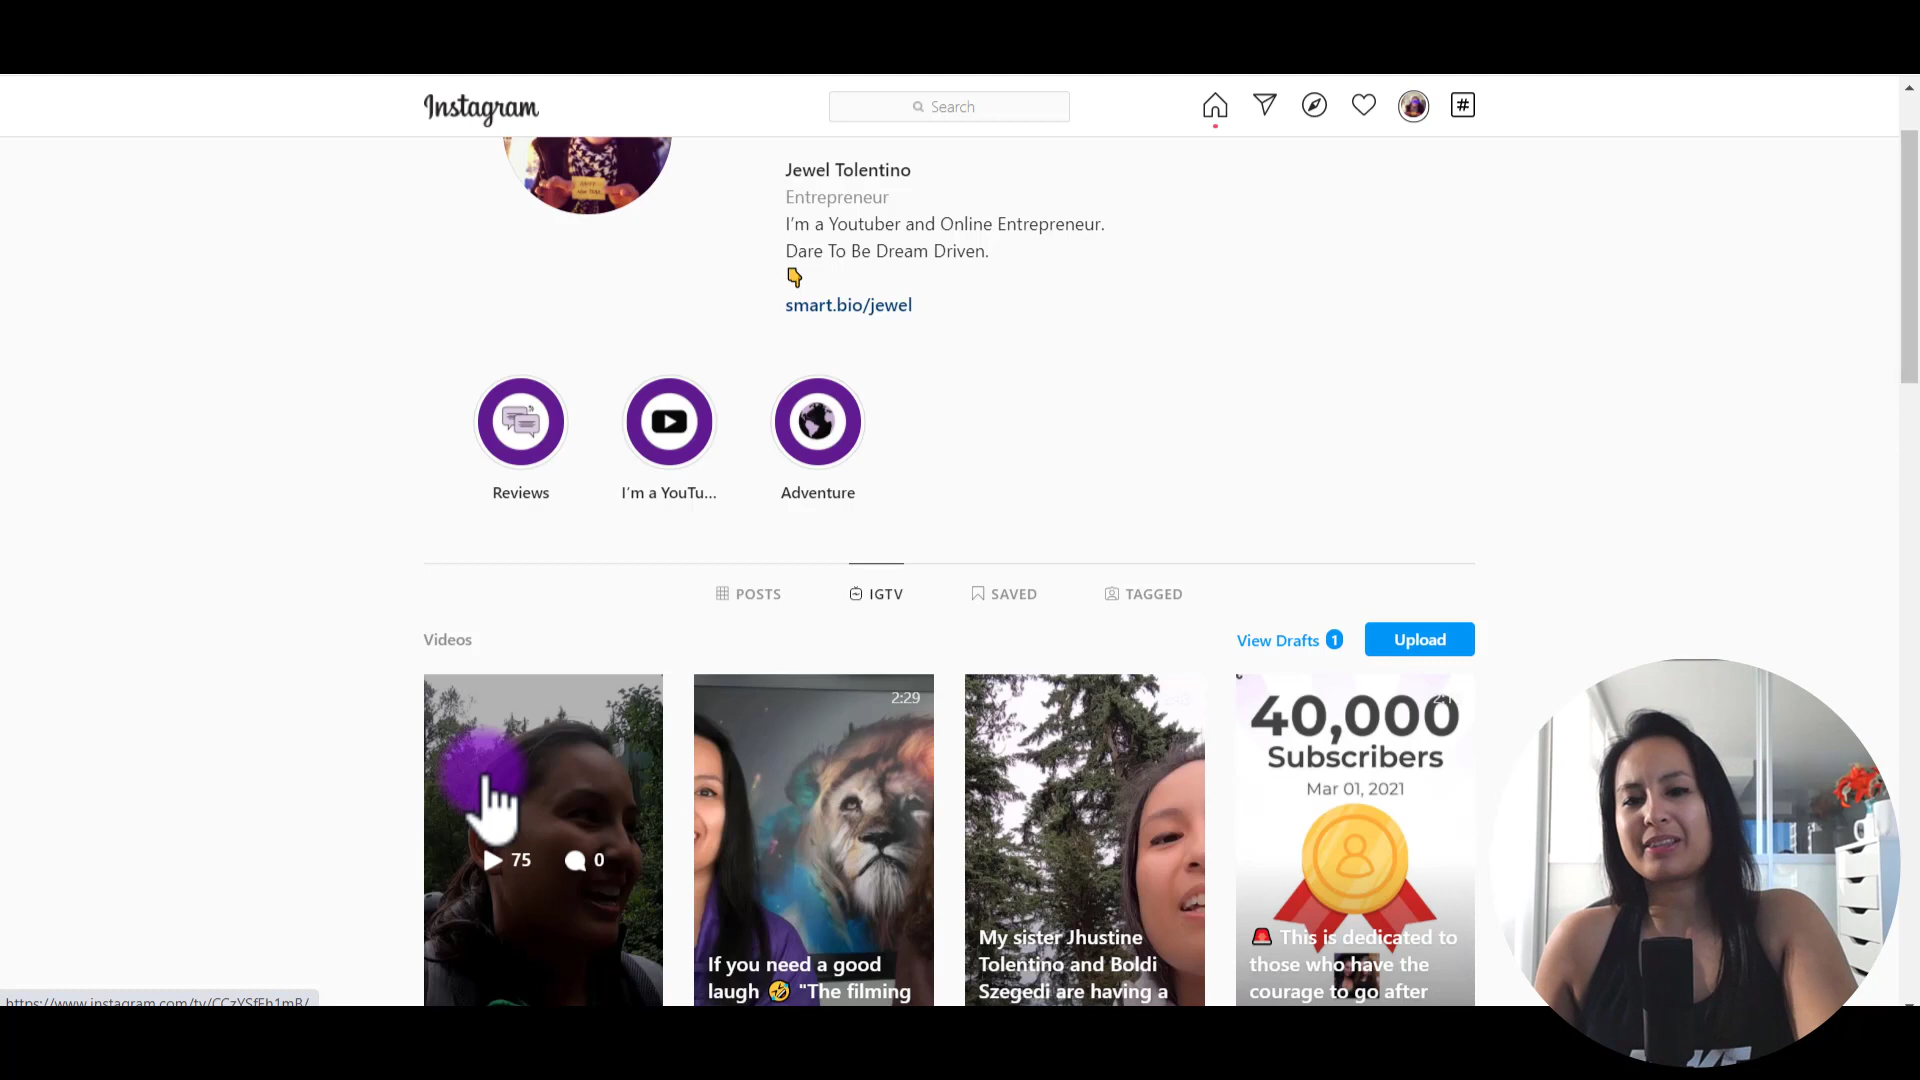 Instagram
Search
#
Jewel Tolentino
Entrepreneur
I'm a Youtuber and Online Entrepreneur.
Dare To Be Dream Driven.
👇
smart.bio/jewel
Reviews
I'm a YouTu...
Adventure
POSTS
IGTV
SAVED
TAGGED
Videos
View Drafts 1
Upload
75
0
2:29
If you need a good
laugh 🤣 "The filming
My sister Jhustine
Tolentino and Boldi
Szegedi are having a
40,000
Subscribers
Mar 01, 2021
🚨 This is dedicated to
those who have the
courage to go after